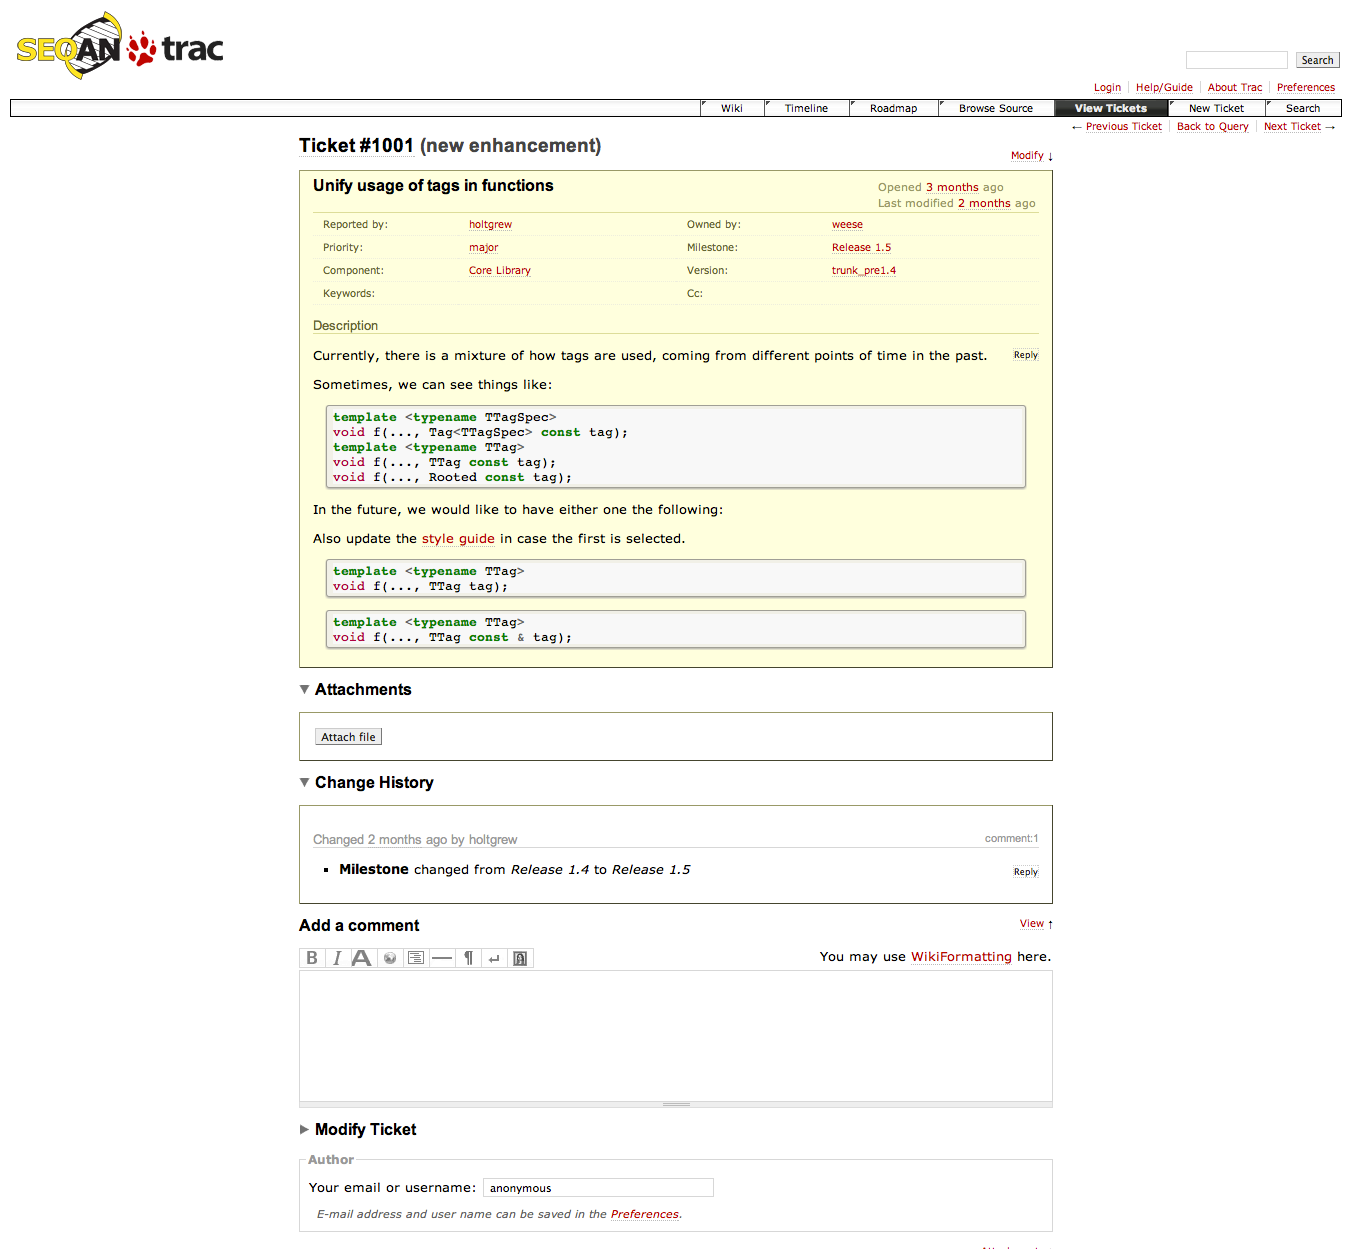 SEQAN trac
Search
Login Help/Guide About Trac Preferences
Wiki Timeline Roadmap Browse Source View Tickets New Ticket Search
← Previous Ticket Back to Query Next Ticket →
Ticket #1001 (new enhancement)
Modify ↓
Unify usage of tags in functions
Opened 3 months ago
Last modified 2 months ago
Reported by: holtgrew Owned by: weese
Priority: major Milestone: Release 1.5
Component: Core Library Version: trunk_pre1.4
Keywords: Cc:
Description
Currently, there is a mixture of how tags are used, coming from different points of time in the past.
Reply
Sometimes, we can see things like:
template <typename TTagSpec>
void f(..., Tag<TTagSpec> const tag);
template <typename TTag>
void f(..., TTag const tag);
void f(..., Rooted const tag);
In the future, we would like to have either one the following:
Also update the style guide in case the first is selected.
template <typename TTag>
void f(..., TTag tag);
template <typename TTag>
void f(..., TTag const & tag);
Attachments
Attach file
Change History
Changed 2 months ago by holtgrew comment:1
Milestone changed from Release 1.4 to Release 1.5
Reply
Add a comment
View ↑
B I A ¶ ↵
You may use WikiFormatting here.
Modify Ticket
Author
Your email or username: anonymous
E-mail address and user name can be saved in the Preferences.